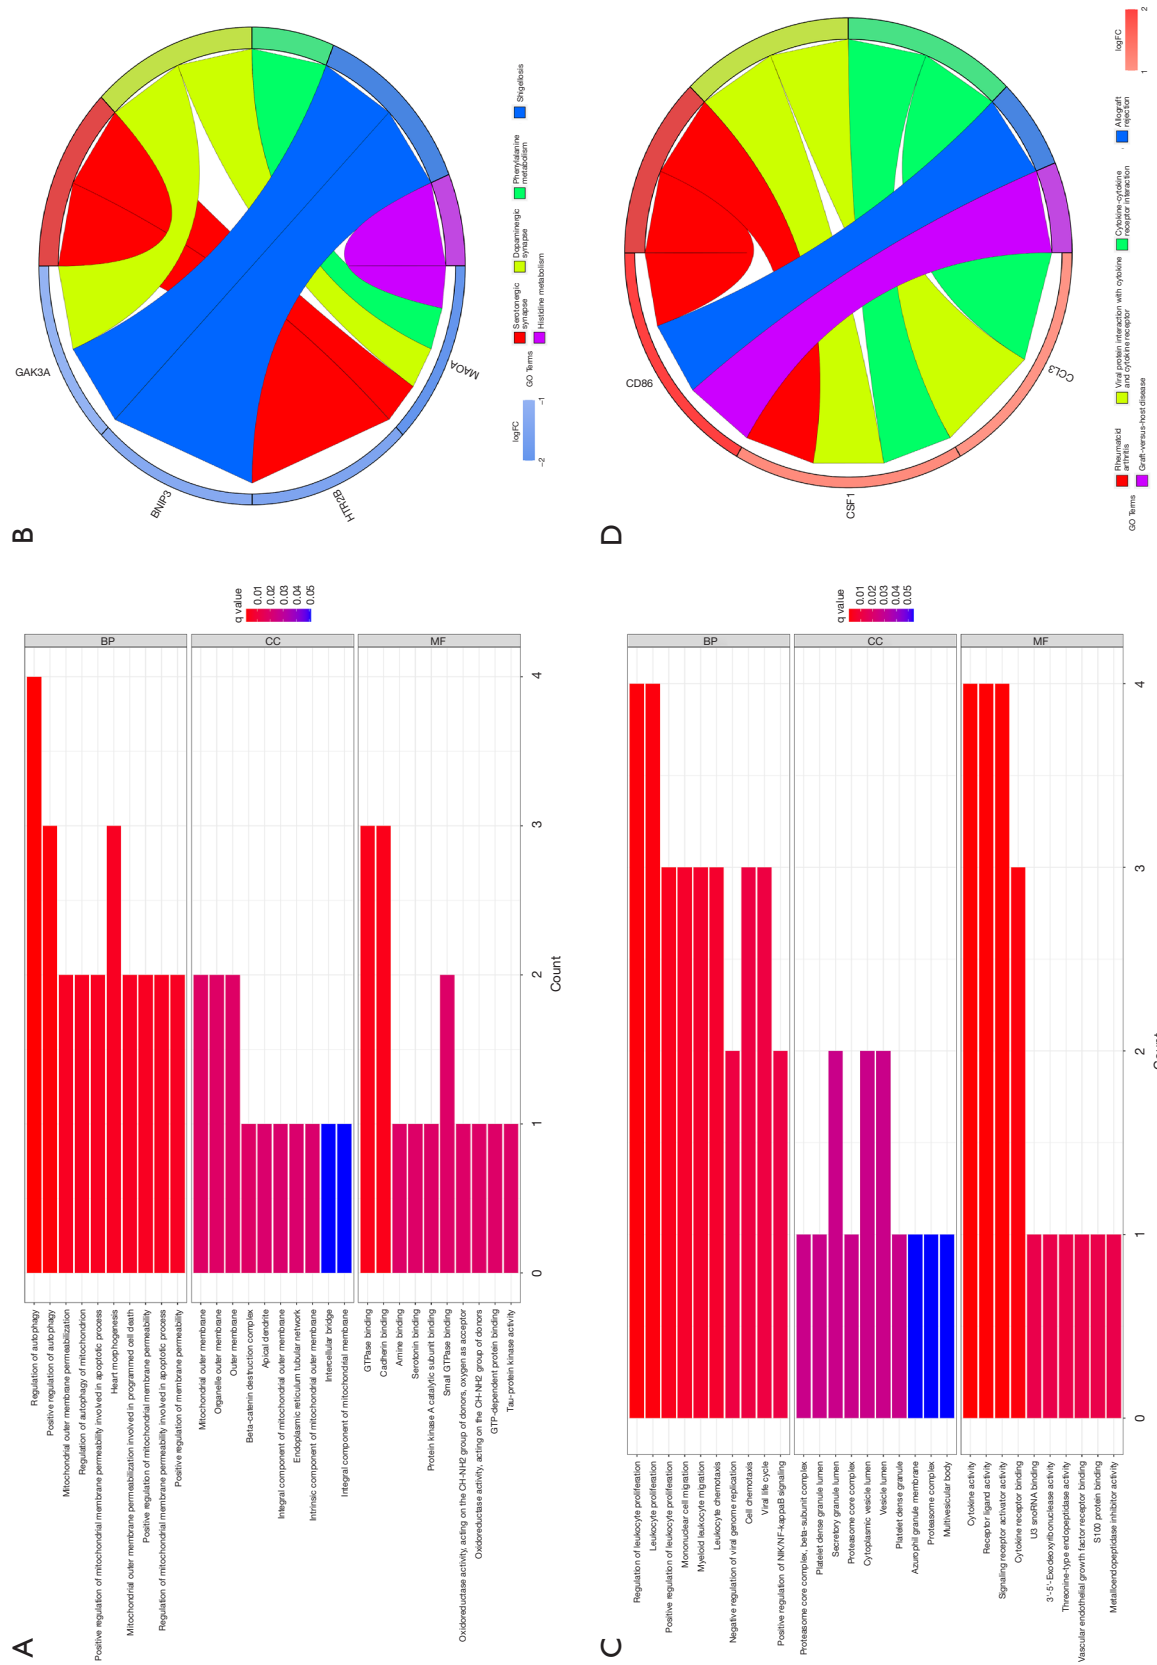 A
Regulation of autophagy
Positive regulation of autophagy
Mitochondrial outer membrane permeabilization
Regulation of autophagy of mitochondrion
Positive regulation of mitochondrial membrane permeability involved in apoptotic process
Heart morphogenesis
Mitochondrial outer membrane permeabilization involved in programmed cell death
Positive regulation of mitochondrial membrane permeability
Regulation of mitochondrial membrane permeability involved in apoptotic process
Positive regulation of membrane permeability
Mitochondrial outer membrane
Organelle outer membrane
Outer membrane
Beta-catenin destruction complex
Apical dendrite
Integral component of mitochondrial outer membrane
Endoplasmic reticulum tubular network
Intrinsic component of mitochondrial outer membrane
Intercellular bridge
Integral component of mitochondrial membrane
GTPase binding
Cadherin binding
Amine binding
Serotonin binding
Protein kinase A catalytic subunit binding
Small GTPase binding
Oxidoreductase activity, acting on the CH-NH2 group of donors, oxygen as acceptor
Oxidoreductase activity, acting on the CH-NH2 group of donors
GTP-dependent protein binding
Tau-protein kinase activity
BP
CC
MF
0
1
2
3
4
Count
q value
0.01
0.02
0.03
0.04
0.05
B
GAK3A
BNIP3
HTR2B
MAOA
logFC
-2
-1
GO Terms
Serotonergic
synapse
Dopaminergic
synapse
Phenylalanine
metabolism
Shigellosis
Histidine metabolism
C
Regulation of leukocyte proliferation
Leukocyte proliferation
Positive regulation of leukocyte proliferation
Mononuclear cell migration
Myeloid leukocyte migration
Leukocyte chemotaxis
Negative regulation of viral genome replication
Cell chemotaxis
Viral life cycle
Positive regulation of NIK/NF-kappaB signaling
Proteasome core complex, beta-subunit complex
Platelet dense granule lumen
Secretory granule lumen
Proteasome core complex
Cytoplasmic vesicle lumen
Vesicle lumen
Platelet dense granule
Azurophil granule membrane
Proteasome complex
Multivesicular body
Cytokine activity
Receptor ligand activity
Signaling receptor activator activity
Cytokine receptor binding
U3 snoRNA binding
3'-5'-Exodeoxyribonuclease activity
Threonine-type endopeptidase activity
Vascular endothelial growth factor receptor binding
S100 protein binding
Metalloendopeptidase inhibitor activity
BP
CC
MF
0
1
2
3
4
q value
0.01
0.02
0.03
0.04
0.05
D
CD86
CSF1
CCL3
GO Terms
Rheumatoid
arthritis
Viral protein interaction with cytokine
and cytokine receptor
Cytokine-cytokine
receptor interaction
Allograft
rejection
Graft-versus-host disease
logFC
1
2